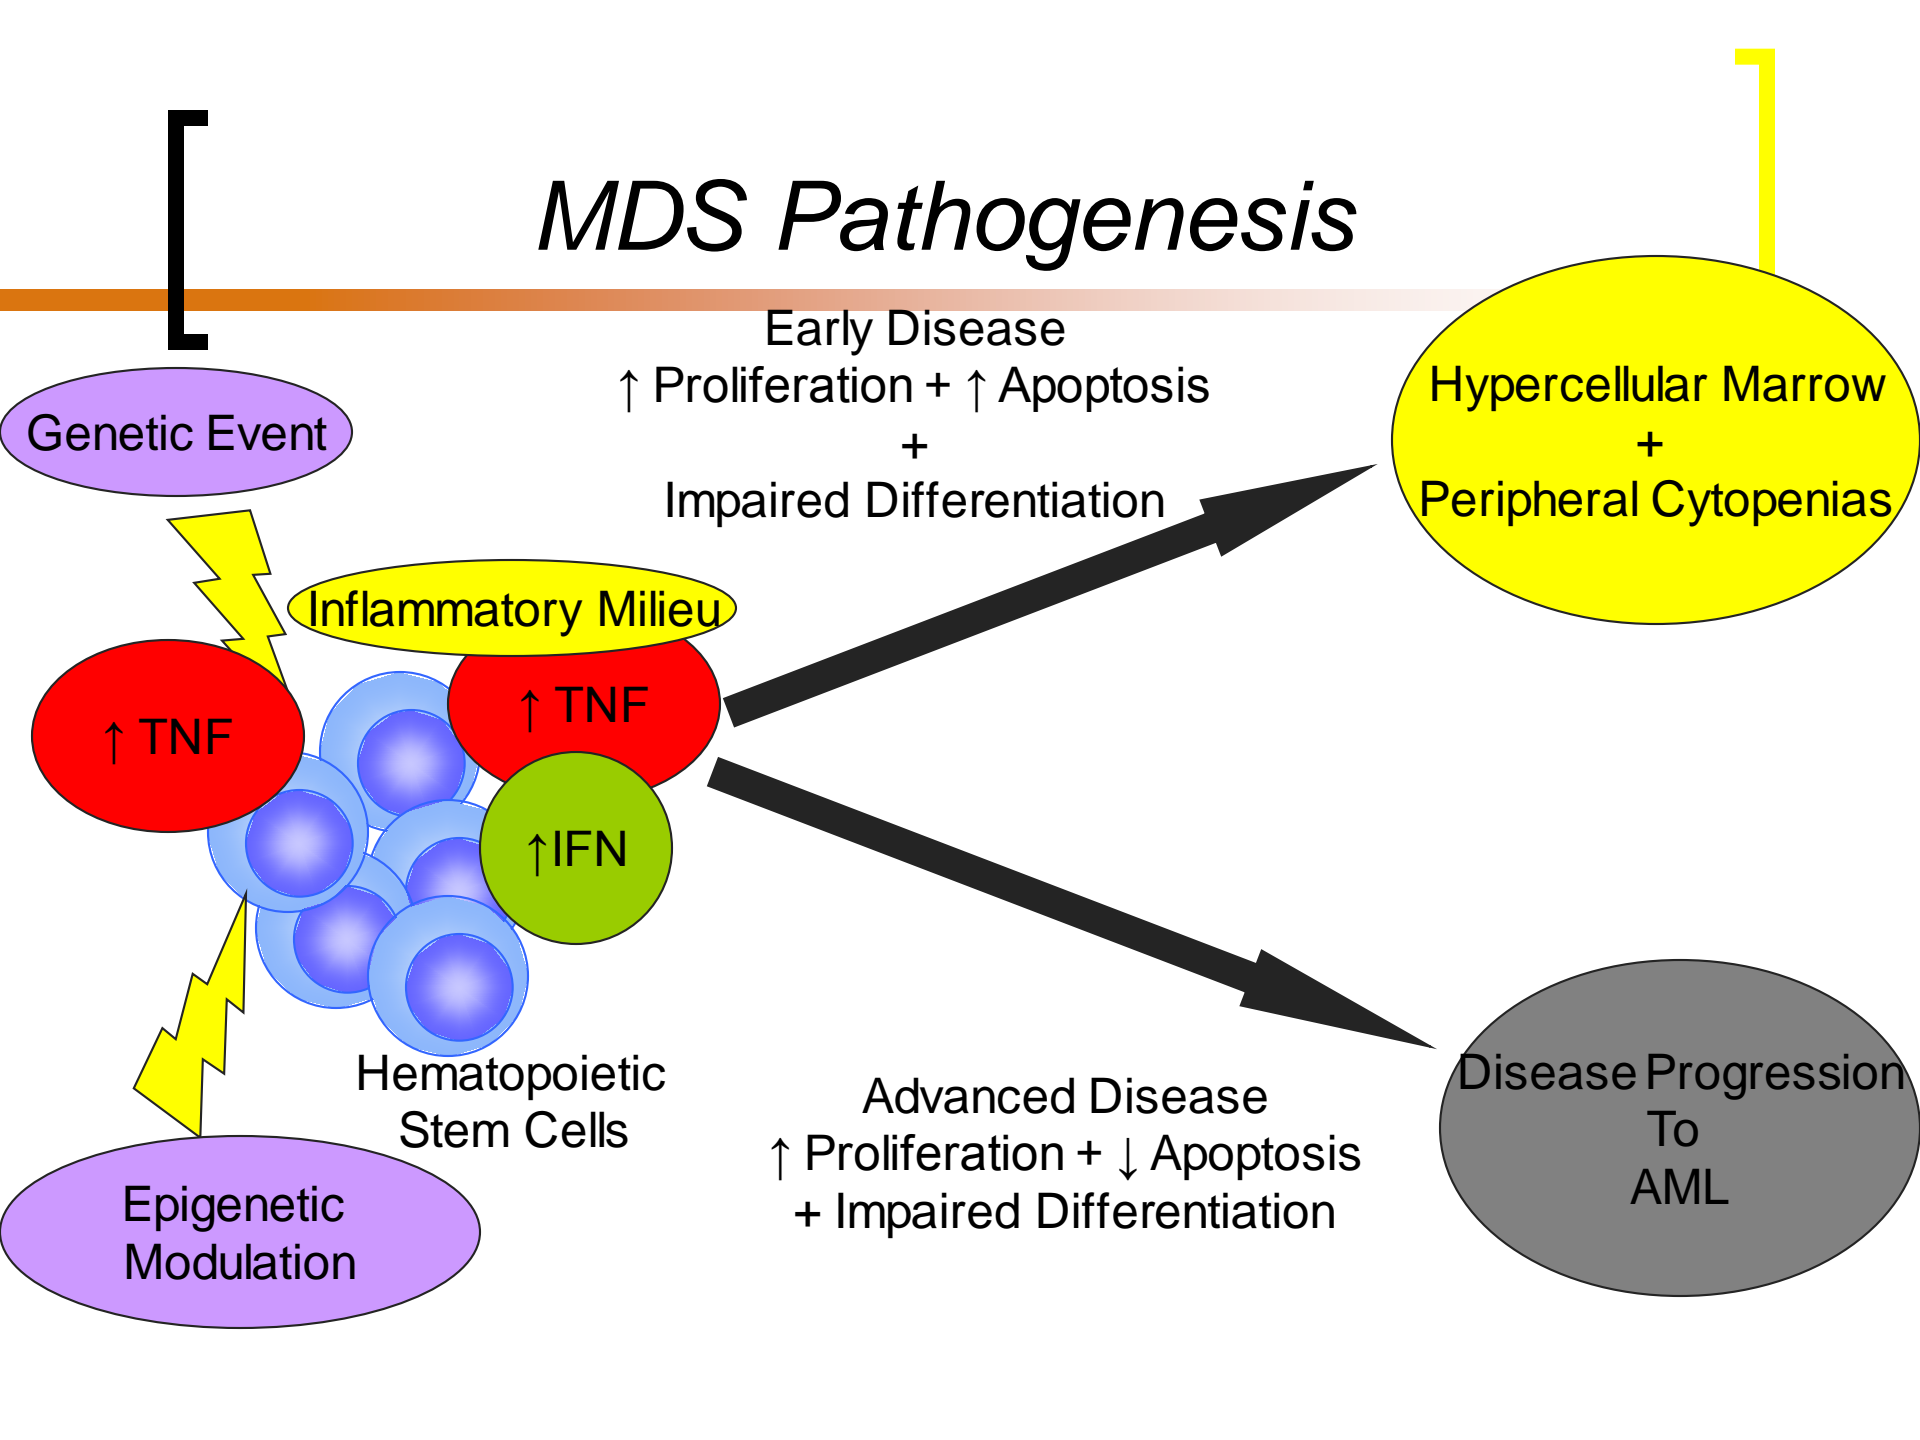 MDS Pathogenesis
Early Disease
↑ Proliferation + ↑ Apoptosis
+
Impaired Differentiation
Hypercellular Marrow
+
Peripheral Cytopenias
Genetic Event
Inflammatory Milieu
↑ TNF
↑ TNF
↑IFN
Hematopoietic
Stem Cells
Epigenetic
Modulation
Advanced Disease
↑ Proliferation + ↓ Apoptosis
+ Impaired Differentiation
Disease Progression
To
AML